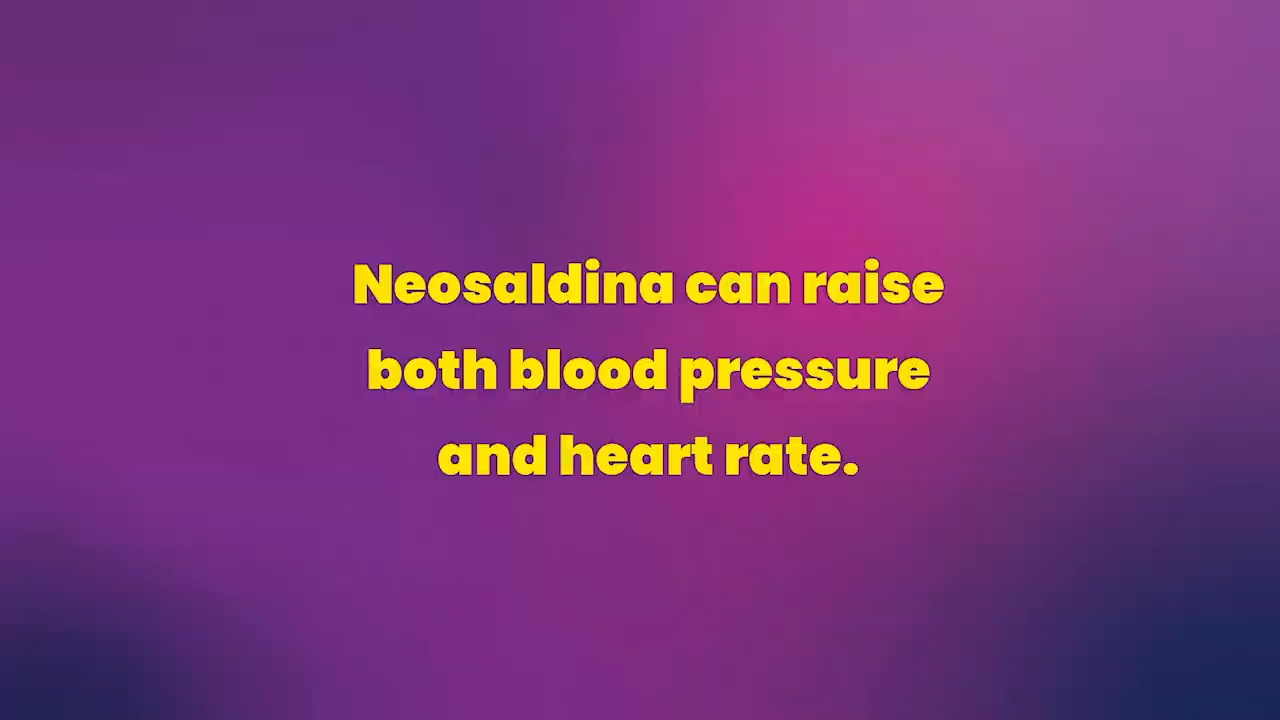 Neosaldina can raise
both blood pressure
and heart rate.